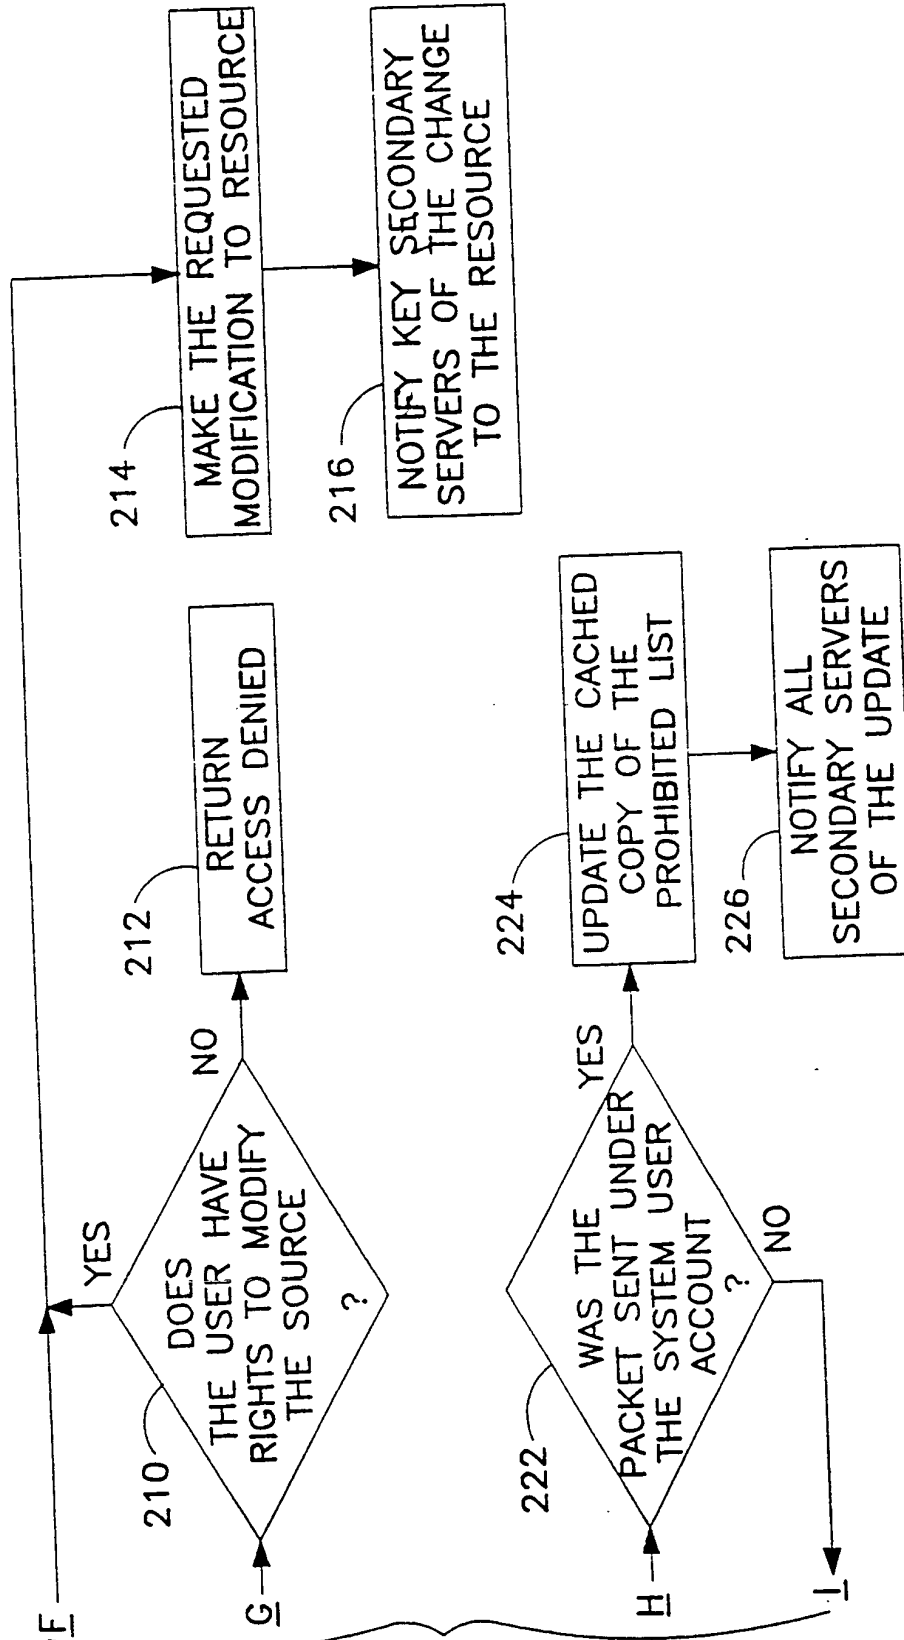 F
YES
G
210
DOES
THE USER HAVE
RIGHTS TO MODIFY
THE SOURCE
?
NO
212
RETURN
ACCESS DENIED
214
MAKE THE REQUESTED
MODIFICATION TO RESOURCE
216
NOTIFY KEY SECONDARY
SERVERS OF THE CHANGE
TO THE RESOURCE
H
222
WAS THE
PACKET SENT UNDER
THE SYSTEM USER
ACCOUNT
?
YES
NO
I
224
UPDATE THE CACHED
COPY OF THE
PROHIBITED LIST
226
NOTIFY ALL
SECONDARY SERVERS
OF THE UPDATE